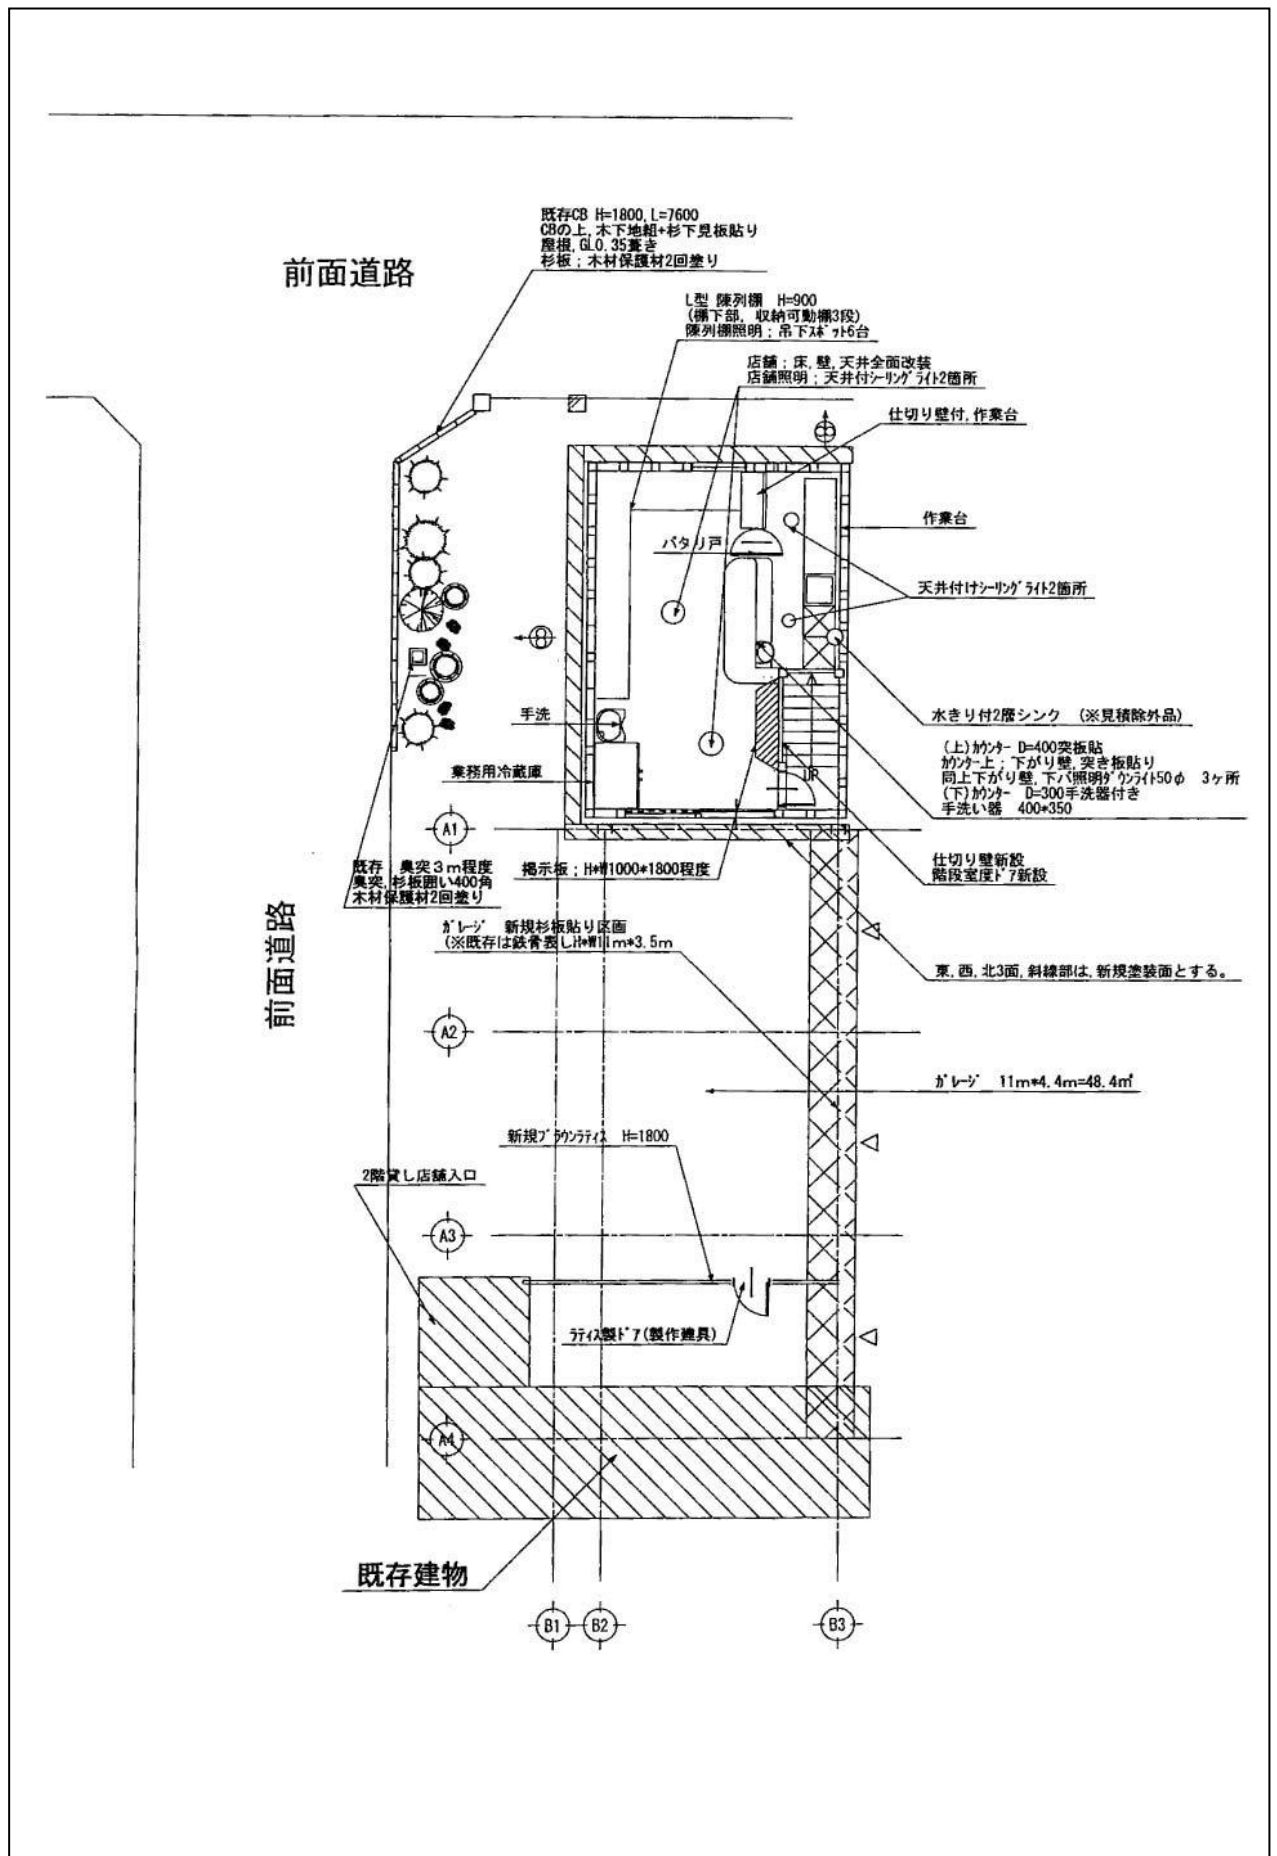 既存CB H=1800, L=7600
CBの上, 木下地組+杉下見板貼り
屋根, GL0.35葺き
杉板 ; 木材保護材2回塗り
前面道路
L型 陳列棚 H=900
(棚下部, 収納可動棚3段)
陳列棚照明 ; 吊下スポット6台
店舗 ; 床, 壁, 天井全面改装
店舗照明 ; 天井付シーリングライト2箇所
仕切り壁付, 作業台
作業台
バタリ戸
天井付けシーリングライト2箇所
手洗
水きり付2層シンク (※見積除外品)
業務用冷蔵庫
(上)カウンター D=400突板貼
カウンター上 ; 下がり壁, 突き板貼り
同上下がり壁, 下バ照明ダウンライト50φ 3ヶ所
(下)カウンター D=300手洗器付き
手洗い器 400*350
UP
A1
既存 臭突3m程度
臭突, 杉板囲い400角
木材保護材2回塗り
掲示板 ; H*W1000*1800程度
仕切り壁新設
階段室扉ドア新設
ガレージ 新規杉板貼り区画
(※既存は鉄骨表しH*W11m*3.5m
前面道路
東, 西, 北3面, 斜線部は, 新規塗装面とする。
A2
ガレージ 11m*4.4m=48.4㎡
新規ブラウンラティス H=1800
2階貸し店舗入口
A3
ラティス製ドア(製作建具)
A4
既存建物
B1
B2
B3